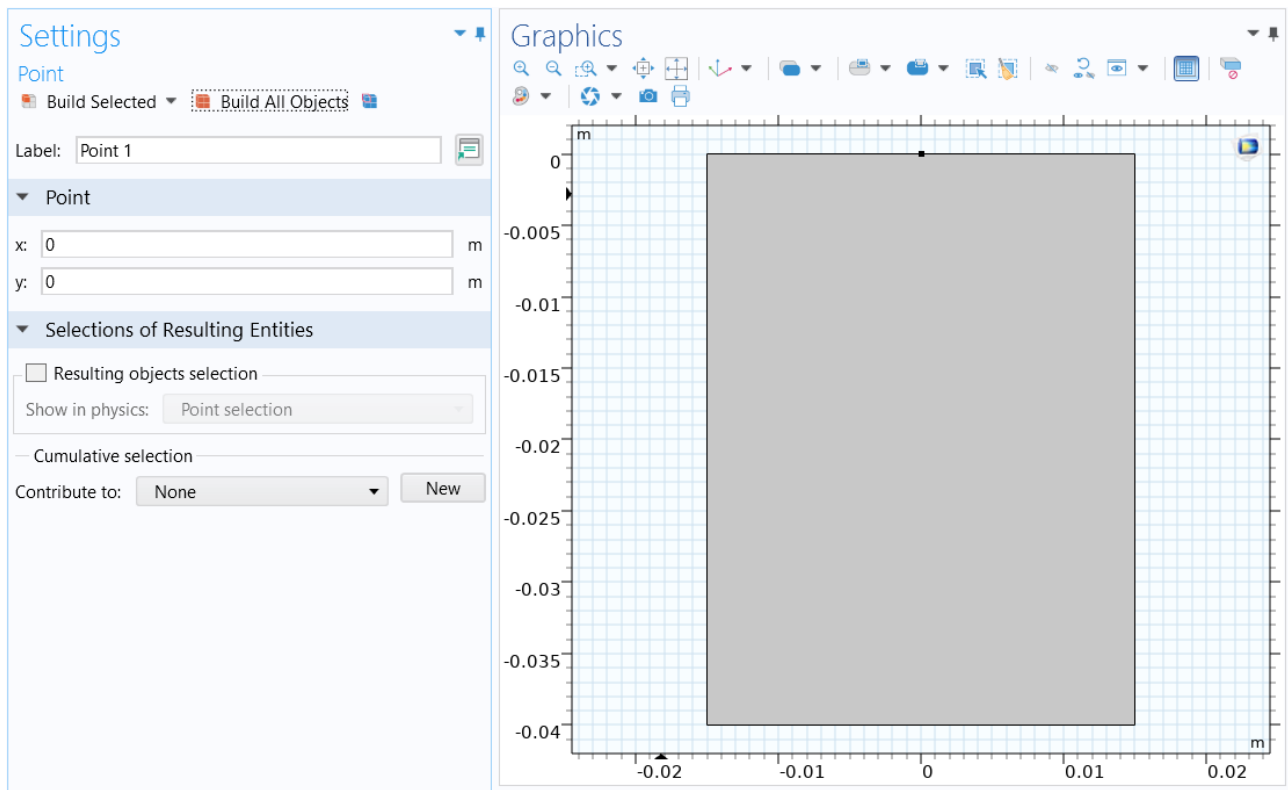 Settings
Point
Build Selected
Build All Objects
Label: Point 1
Point
x: 0 m
y: 0 m
Selections of Resulting Entities
Resulting objects selection
Show in physics: Point selection
Cumulative selection
Contribute to: None New
Graphics
m
0
-0.005
-0.01
-0.015
-0.02
-0.025
-0.03
-0.035
-0.04
m
-0.02 -0.01 0 0.01 0.02